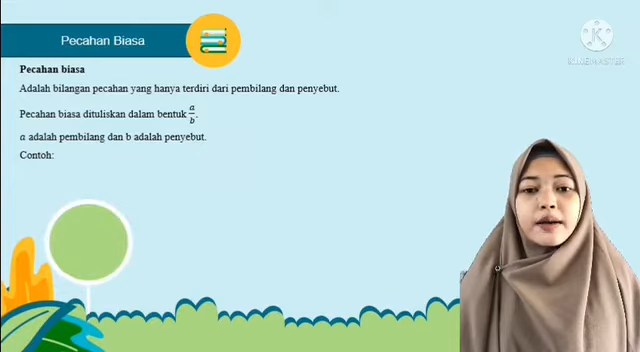 Pecahan Biasa
KINEMASTER
Pecahan biasa
Adalah bilangan pecahan yang hanya terdiri dari pembilang dan penyebut.
Pecahan biasa dituliskan dalam bentuk a/b.
a adalah pembilang dan b adalah penyebut.
Contoh: